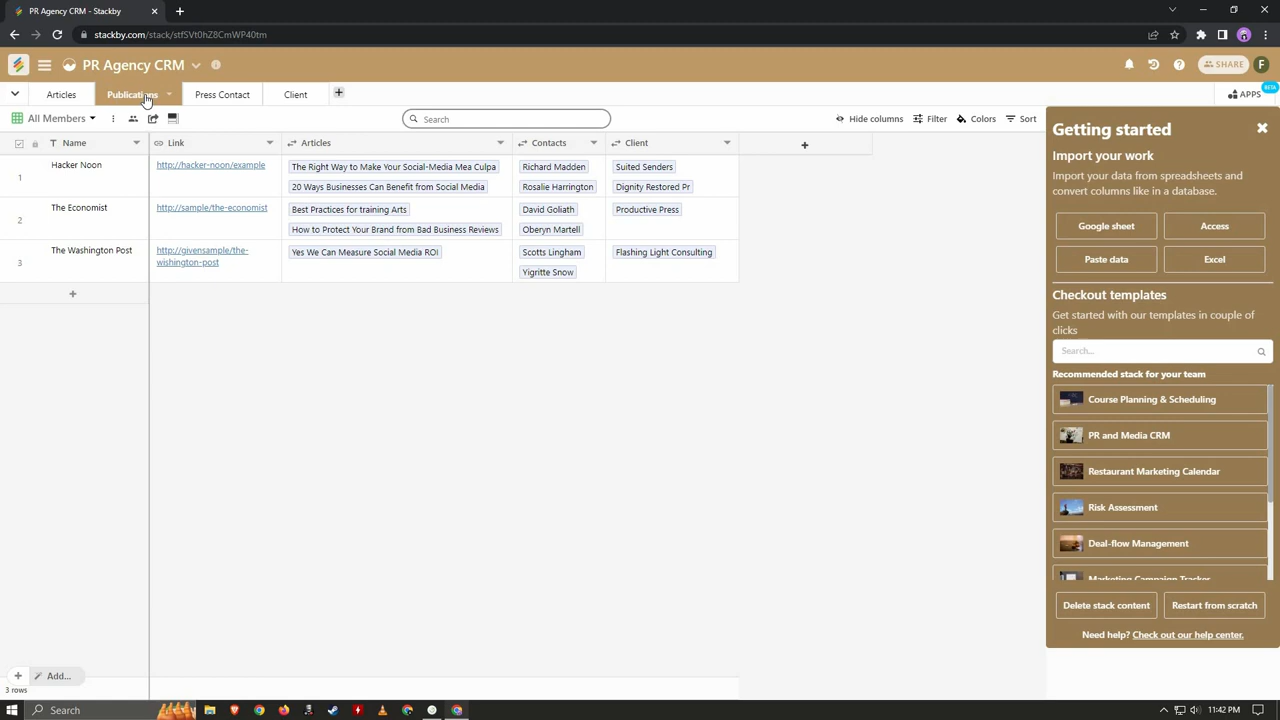 PR Agency CRM - Stackby
stackby.com/stack/stfSVt0hZ8CmWP40tm
PR Agency CRM
SHARE
F
Articles
Publications
Press Contact
Client
APPS
BETA
All Members
Search
Hide columns
Filter
Colors
Sort
Name
Link
Articles
Contacts
Client
1
Hacker Noon
http://hacker-noon/example
The Right Way to Make Your Social-Media Mea Culpa
20 Ways Businesses Can Benefit from Social Media
Richard Madden
Rosalie Harrington
Suited Senders
Dignity Restored Pr
2
The Economist
http://sample/the-economist
Best Practices for training Arts
How to Protect Your Brand from Bad Business Reviews
David Goliath
Oberyn Martell
Productive Press
3
The Washington Post
http://givensample/the-
wishington-post
Yes We Can Measure Social Media ROI
Scotts Lingham
Yigritte Snow
Flashing Light Consulting
Add...
3 rows
Getting started
Import your work
Import your data from spreadsheets and
convert columns like in a database.
Google sheet
Access
Paste data
Excel
Checkout templates
Get started with our templates in couple of
clicks
Search...
Recommended stack for your team
Course Planning & Scheduling
PR and Media CRM
Restaurant Marketing Calendar
Risk Assessment
Deal-flow Management
Marketing Campaign Tracker
Delete stack content
Restart from scratch
Need help? Check out our help center.
Search
11:42 PM